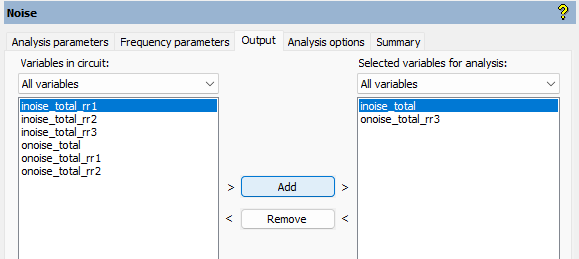 Noise ?
Analysis parameters Frequency parameters Output Analysis options Summary
Variables in circuit: Selected variables for analysis:
All variables All variables
inoise_total_rr1 inoise_total
inoise_total_rr2 onoise_total_rr3
inoise_total_rr3
onoise_total
onoise_total_rr1
onoise_total_rr2
> Add >
< Remove <